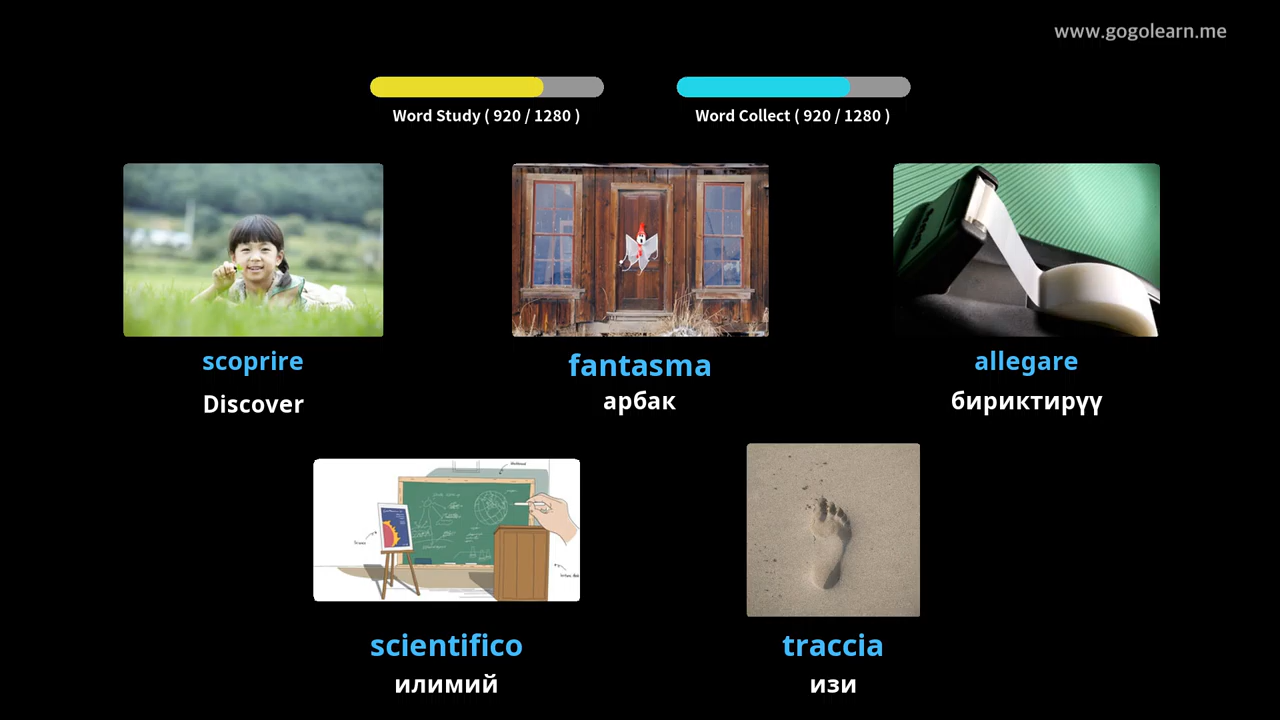 www.gogolearn.me
Word Study ( 920 / 1280 )
Word Collect ( 920 / 1280 )
scoprire
Discover
fantasma
арбак
allegare
бириктирүү
scientifico
илимий
traccia
изи